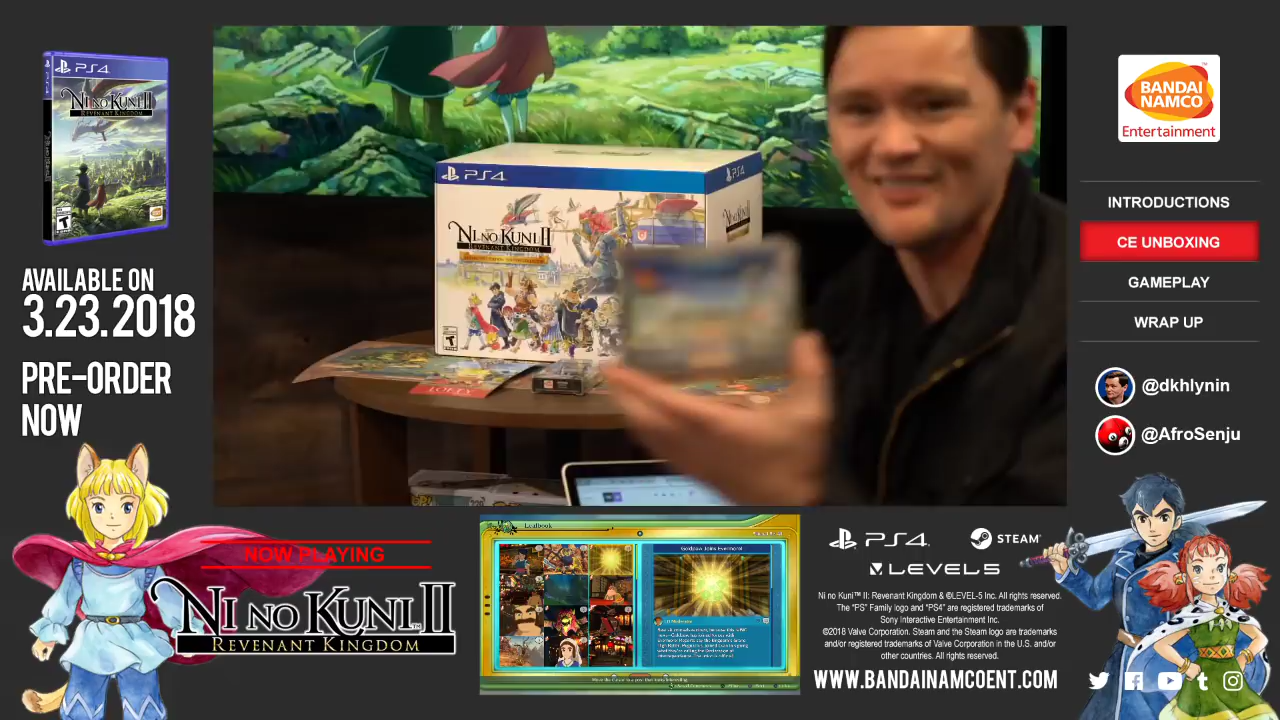 PS4
NI NO KUNI II
REVENANT KINGDOM
AVAILABLE ON
3.23.2018
PRE-ORDER
NOW
PS4
PS4
NI NO KUNI II
REVENANT KINGDOM
BANDAI
NAMCO
Entertainment
INTRODUCTIONS
CE UNBOXING
GAMEPLAY
WRAP UP
@dkhlynin
@AfroSenju
NOW PLAYING
NI NO KUNI II
REVENANT KINGDOM
Leafbook
Goldpaw Joins Evermore!
PS4
STEAM
LEVEL5
Ni no Kuni™ II: Revenant Kingdom & ©LEVEL-5 Inc. All rights reserved.
The "PS" Family logo and "PS4" are registered trademarks of
Sony Interactive Entertainment Inc.
©2018 Valve Corporation. Steam and the Steam logo are trademarks
and/or registered trademarks of Valve Corporation in the U.S. and/or
other countries. All rights reserved.
WWW.BANDAINAMCOENT.COM